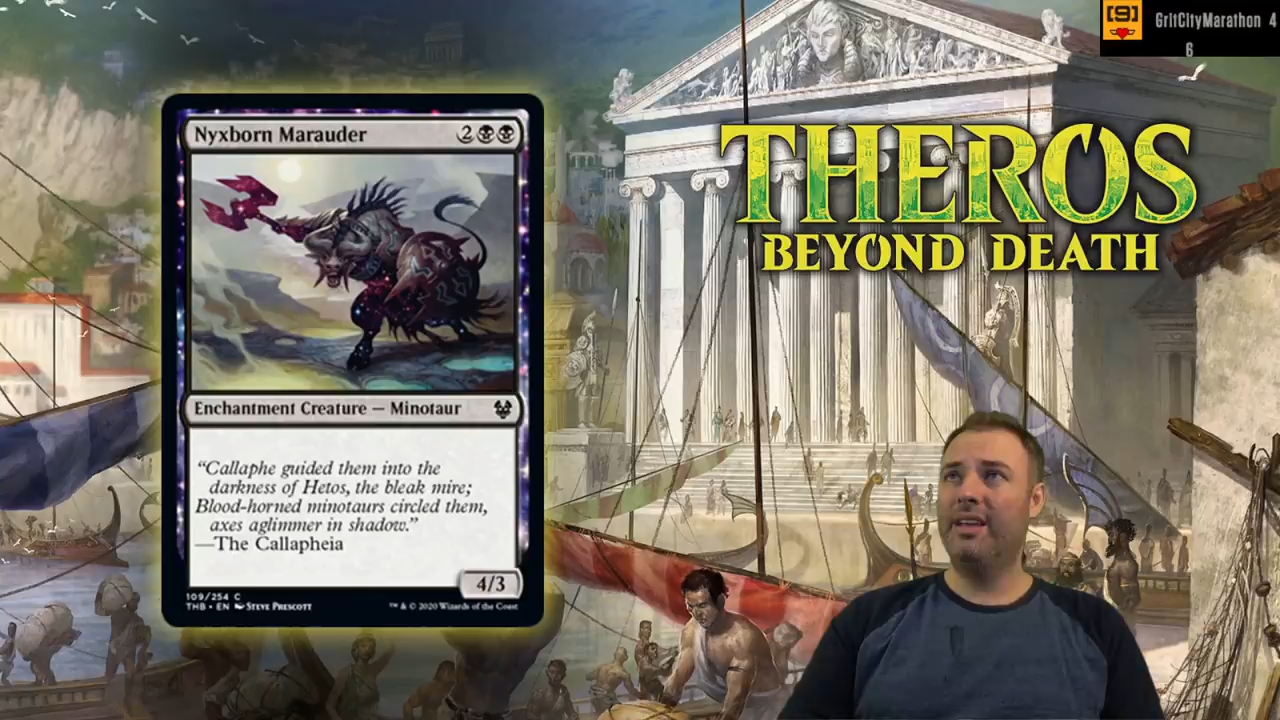 [9] GritCityMarathon 4
6
Nyxborn Marauder 2
THEROS
BEYOND DEATH
Enchantment Creature — Minotaur
“Callaphe guided them into the
darkness of Hetos, the bleak mire;
Blood-horned minotaurs circled them,
axes aglimmer in shadow.”
—The Callapheia
4/3
109/254 C
THB • EN Steve Prescott ™ & © 2020 Wizards of the Coast